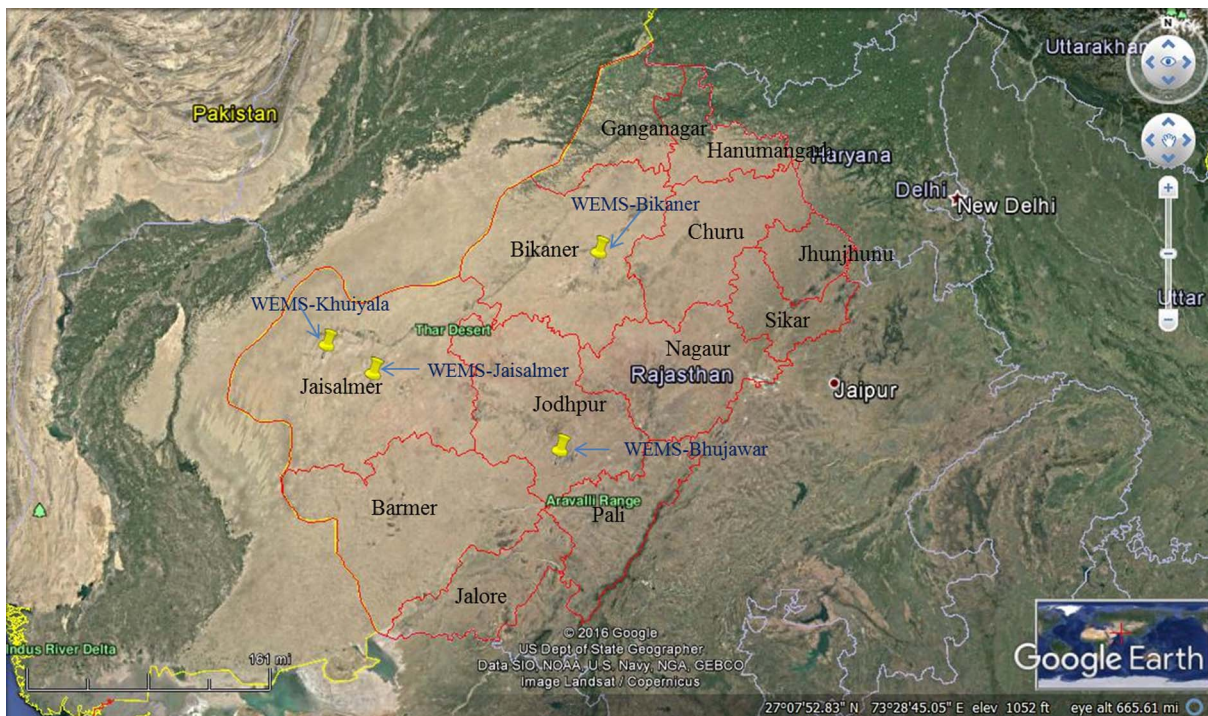 N
Uttarakhan
Pakistan
Ganganagar
Hanumangarh
Haryana
Delhi
New Delhi
WEMS-Bikaner
Churu
Bikaner
Jhunjhunu
WEMS-Khuiyala
Uttar
Thar Desert
Sikar
Nagaur
WEMS-Jaisalmer
Rajasthan
Jaisalmer
Jaipur
Jodhpur
WEMS-Bhujawar
Aravalli Range
Barmer
Pali
Jalore
© 2016 Google
US Dept of State Geographer
Data SIO, NOAA, U.S. Navy, NGA, GEBCO
Image Landsat / Copernicus
Indus River Delta
161 mi
Google Earth
27°07'52.83" N 73°28'45.05" E elev 1052 ft eye alt 665.61 mi